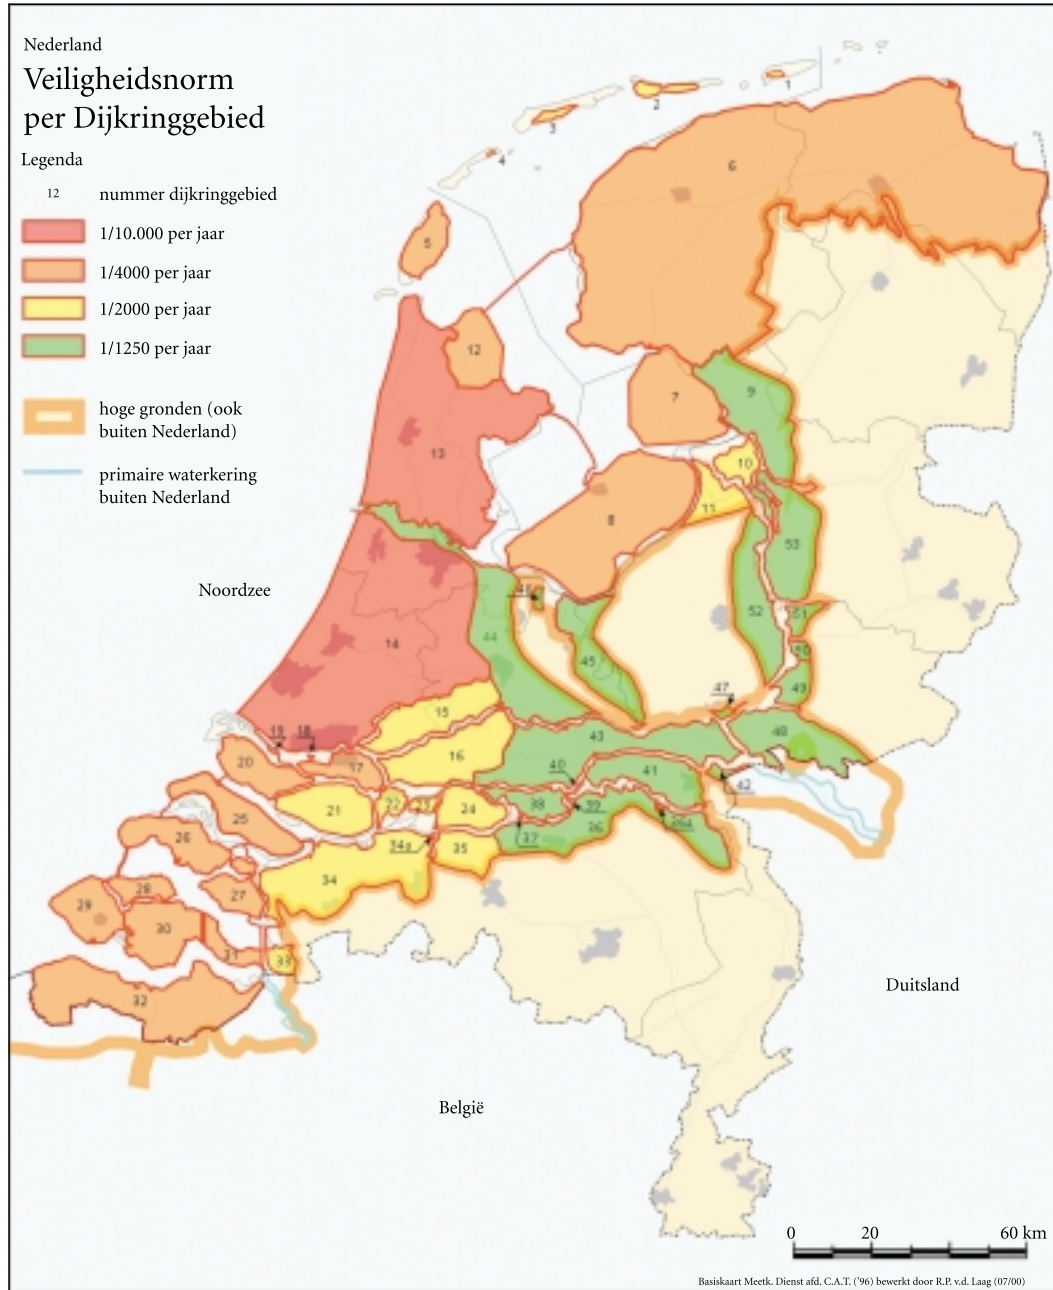 Nederland
Veiligheidsnorm
per Dijkringgebied
Legenda
12 nummer dijkringgebied
1/10.000 per jaar
1/4000 per jaar
1/2000 per jaar
1/1250 per jaar
hoge gronden (ook
buiten Nederland)
primaire waterkering
buiten Nederland
1
2
3
4
6
5
12
7
9
13
10
11
8
53
Noordzee
52
51
44
14
45
50
49
47
15
48
43
16
19
18
20
17
40
41
42
21
22
23
24
38
39
25
36
26
37
34a
35
34
28
27
29
30
31
33
32
Duitsland
België
0 20 60 km
Basiskaart Meetk. Dienst afd. C.A.T. ('96) bewerkt door R.P. v.d. Laag (07/00)